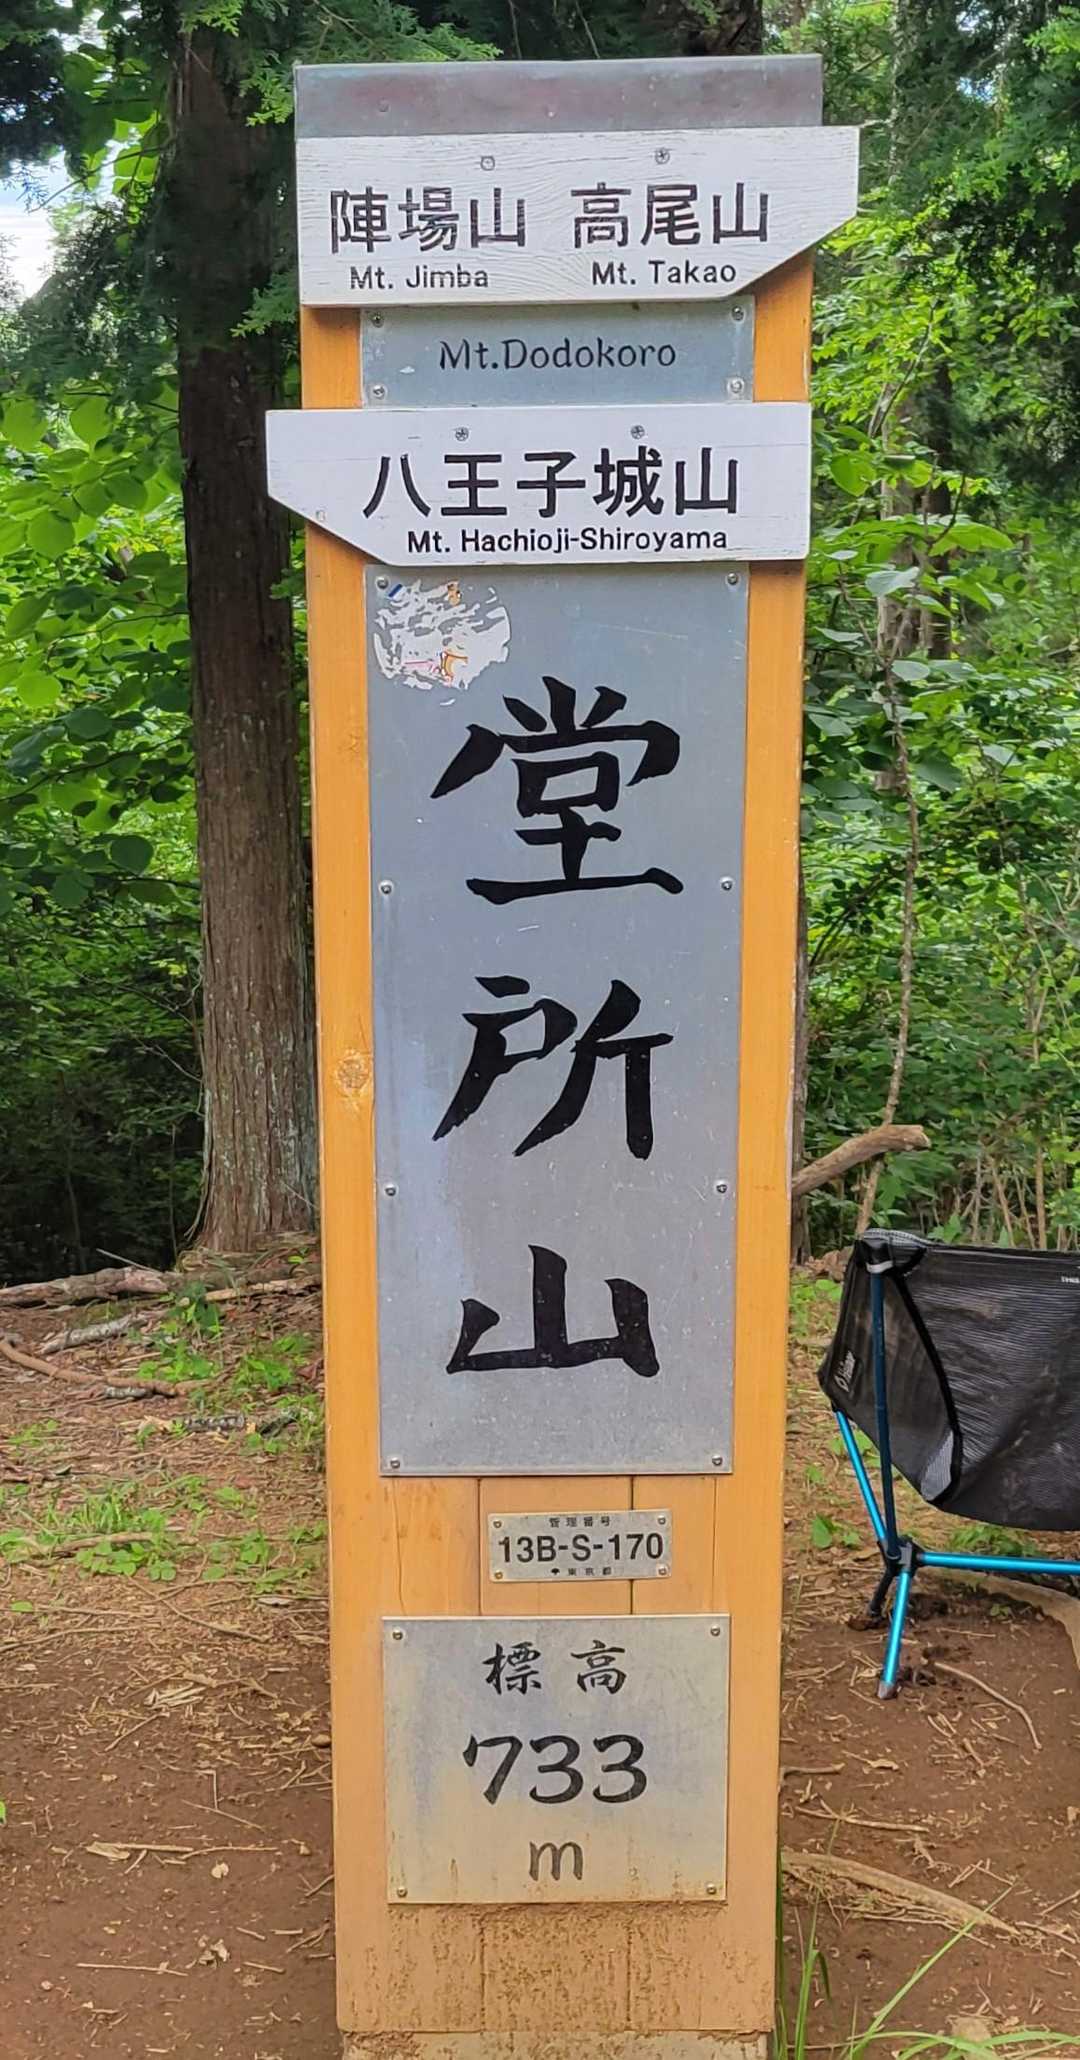 陣場山 高尾山
Mt. Jimba Mt. Takao
Mt.Dodokoro
八王子城山
Mt. Hachioji-Shiroyama
堂所山
管理番号
13B-S-170
東京都
標高
733
m